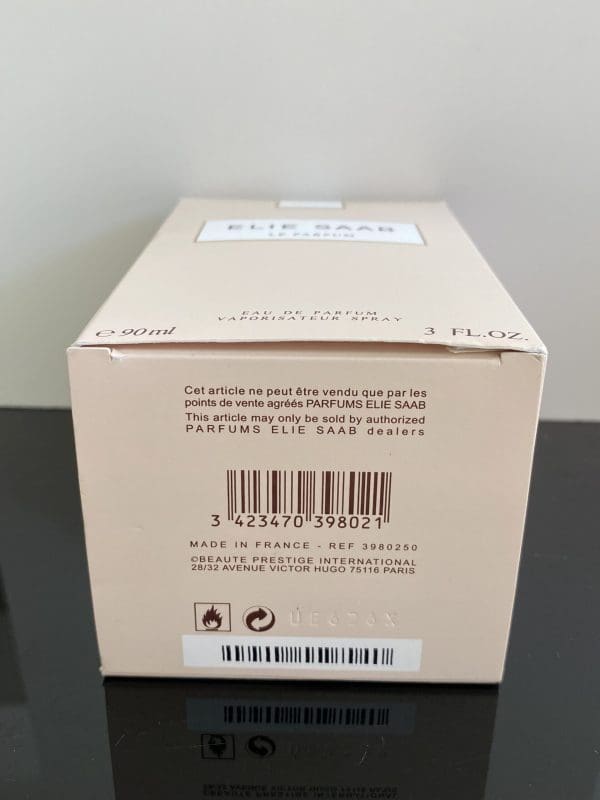 ELIE SAAB
LE PARFUM
EAU DE PARFUM
VAPORISATEUR SPRAY
e 90 ml
3 FL.OZ.
Cet article ne peut être vendu que par les
points de vente agréés PARFUMS ELIE SAAB
This article may only be sold by authorized
PARFUMS ELIE SAAB dealers
3 423470 398021
MADE IN FRANCE - REF 3980250
©BEAUTE PRESTIGE INTERNATIONAL
28/32 AVENUE VICTOR HUGO 75116 PARIS